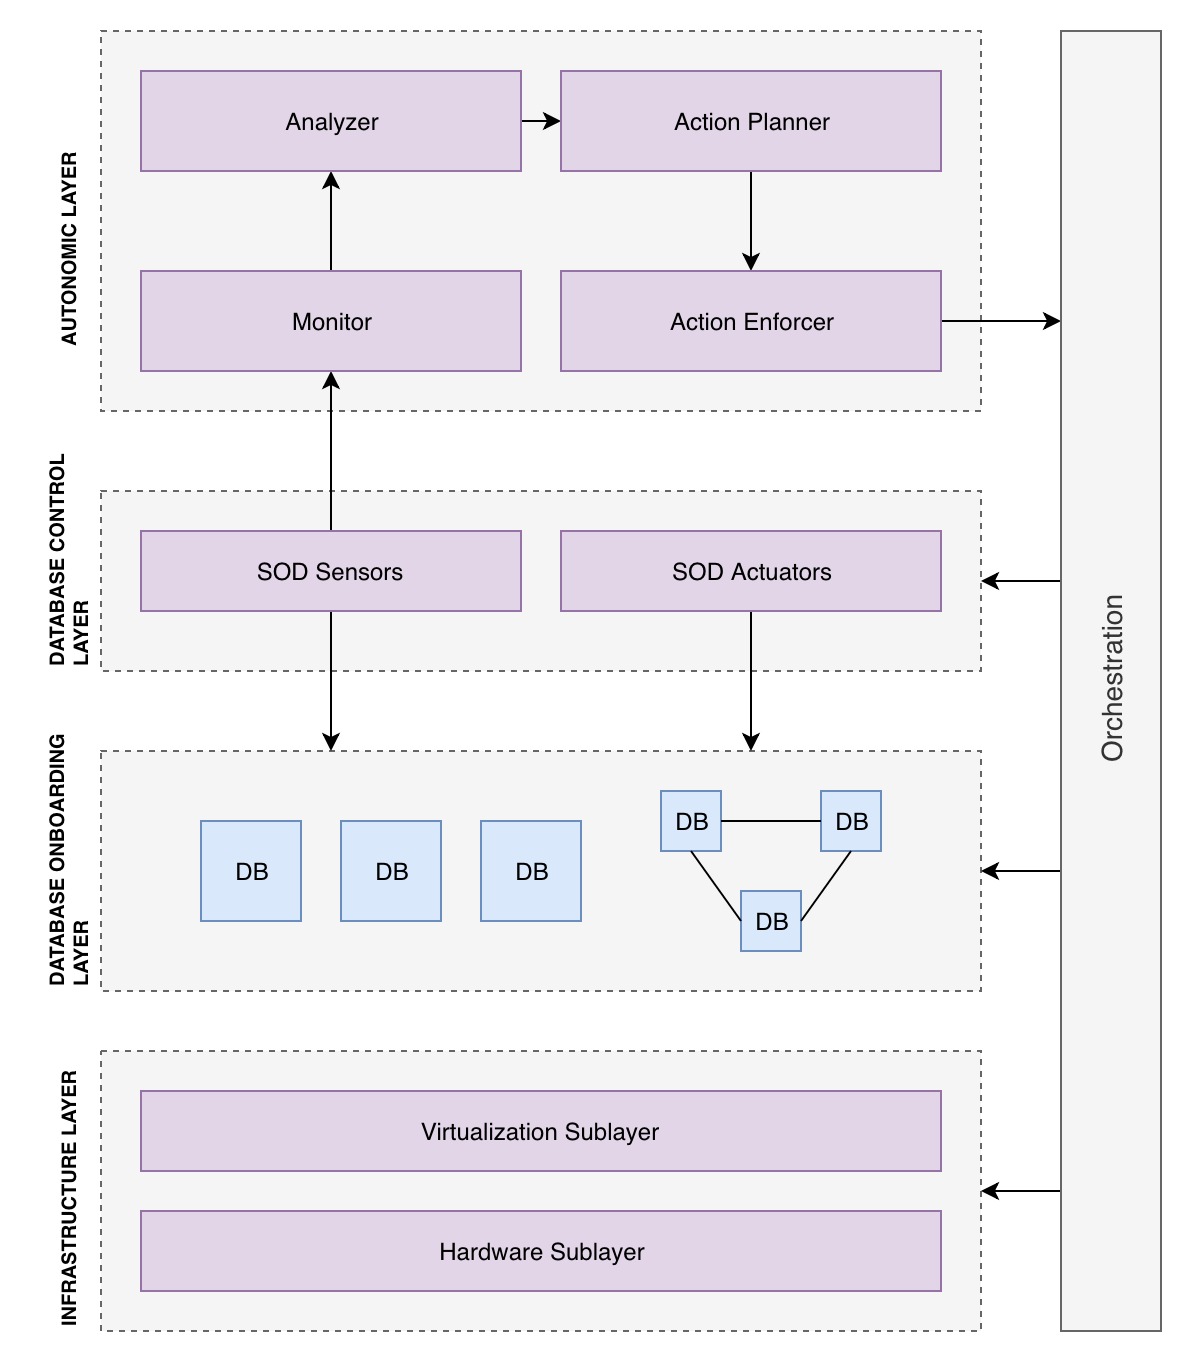 AUTONOMIC LAYER
Analyzer
Action Planner
Monitor
Action Enforcer
DATABASE CONTROL
LAYER
SOD Sensors
SOD Actuators
Orchestration
DATABASE ONBOARDING
LAYER
DB
DB
DB
DB
DB
DB
INFRASTRUCTURE LAYER
Virtualization Sublayer
Hardware Sublayer